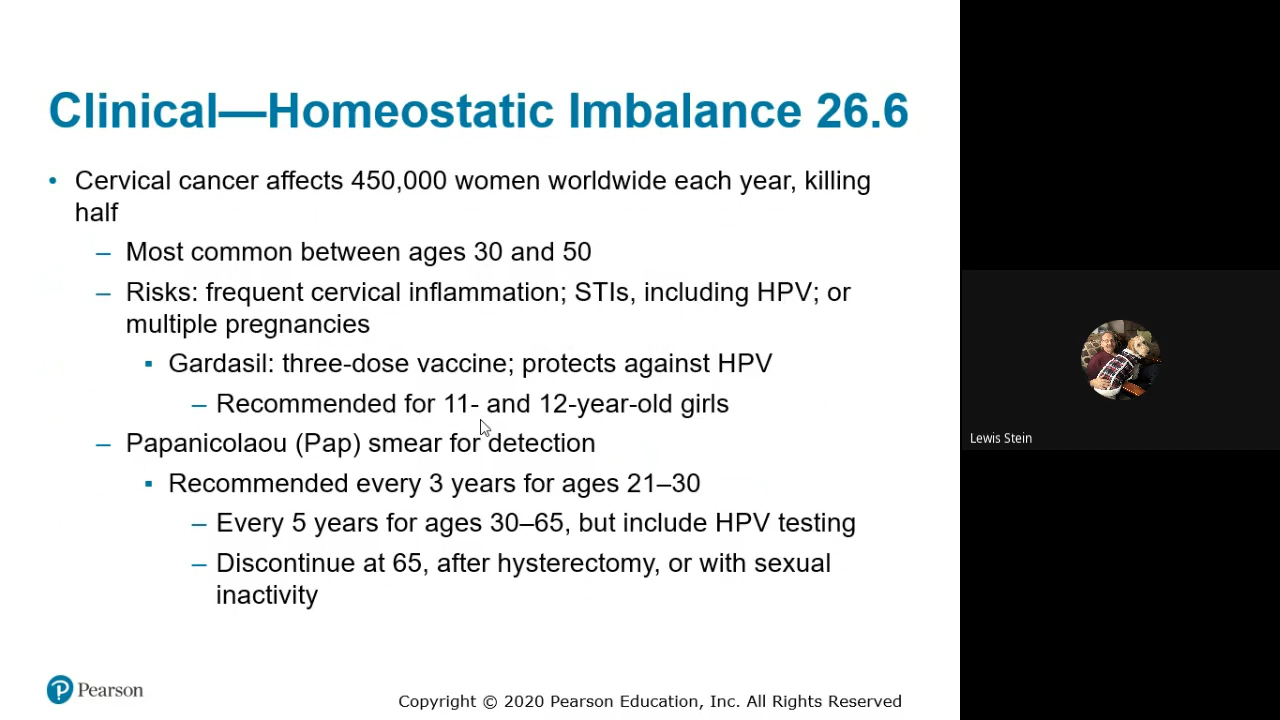 Clinical—Homeostatic Imbalance 26.6
• Cervical cancer affects 450,000 women worldwide each year, killing
half
– Most common between ages 30 and 50
– Risks: frequent cervical inflammation; STIs, including HPV; or
multiple pregnancies
▪ Gardasil: three-dose vaccine; protects against HPV
– Recommended for 11- and 12-year-old girls
– Papanicolaou (Pap) smear for detection
▪ Recommended every 3 years for ages 21–30
– Every 5 years for ages 30–65, but include HPV testing
– Discontinue at 65, after hysterectomy, or with sexual
inactivity
Lewis Stein
P Pearson
Copyright © 2020 Pearson Education, Inc. All Rights Reserved